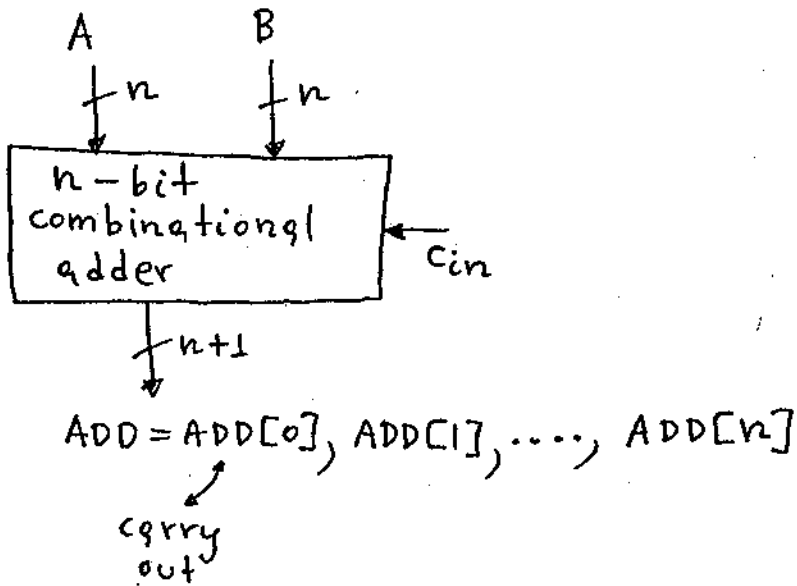 A B
n n
n-bit
combinational
adder
Cin
n+1
ADD = ADD[0], ADD[1], ...., ADD[n]
carry
out